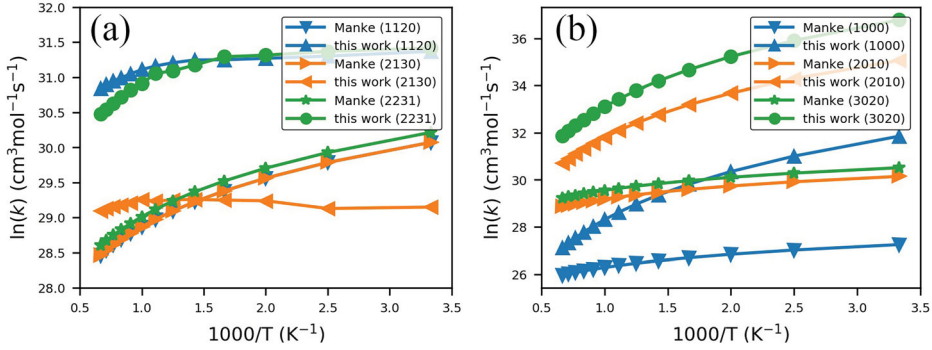 (a)
ln(k) (cm³mol⁻¹s⁻¹)
32.0
31.5
31.0
30.5
30.0
29.5
29.0
28.5
28.0
Manke (1120)
this work (1120)
Manke (2130)
this work (2130)
Manke (2231)
this work (2231)
0.5 1.0 1.5 2.0 2.5 3.0 3.5
1000/T (K⁻¹)
(b)
ln(k) (cm³mol⁻¹s⁻¹)
36
34
32
30
28
26
Manke (1000)
this work (1000)
Manke (2010)
this work (2010)
Manke (3020)
this work (3020)
0.5 1.0 1.5 2.0 2.5 3.0 3.5
1000/T (K⁻¹)